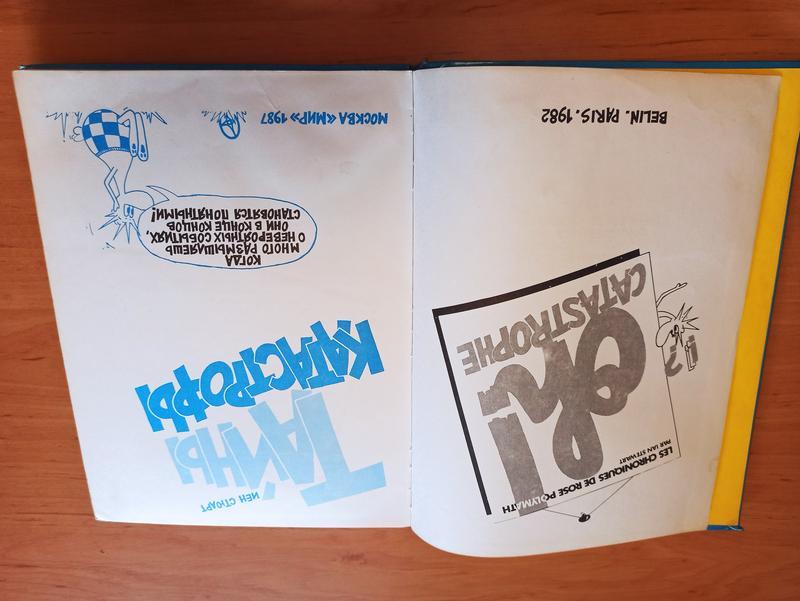 LES CHRONIQUES DE ROSE POLYMATH
PAR IAN STEWART
Oh!
CATASTROPHE
?!
BELIN. PARIS. 1982
ЙЕН СТЮАРТ
ТАЙНЫ
КАТАСТРОФЫ
КОГДА
МНОГО РАЗМЫШЛЯЕШЬ
О НЕВЕРОЯТНЫХ СОБЫТИЯХ,
ОНИ В КОНЦЕ КОНЦОВ
СТАНОВЯТСЯ ПОНЯТНЫМИ!
МОСКВА «МИР» 1987